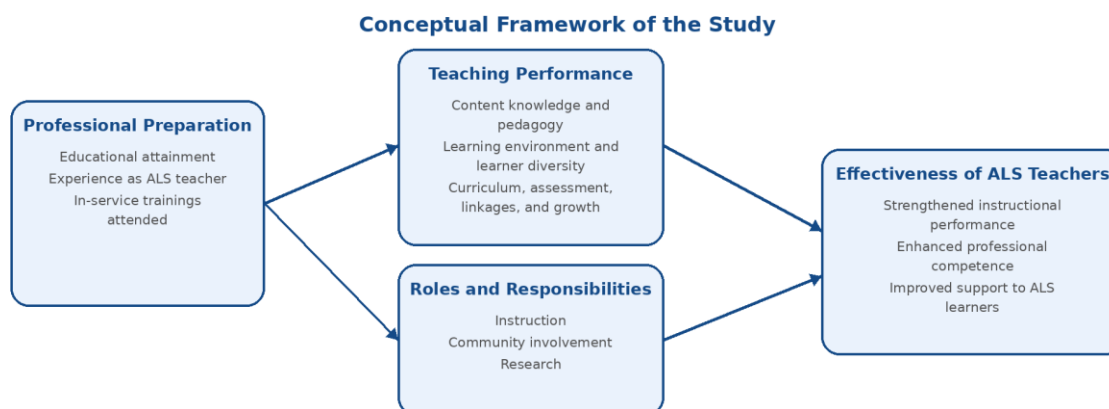 Conceptual Framework of the Study
Professional Preparation
Educational attainment
Experience as ALS teacher
In-service trainings
attended
Teaching Performance
Content knowledge and
pedagogy
Learning environment and
learner diversity
Curriculum, assessment,
linkages, and growth
Roles and Responsibilities
Instruction
Community involvement
Research
Effectiveness of ALS Teachers
Strengthened instructional
performance
Enhanced professional
competence
Improved support to ALS
learners